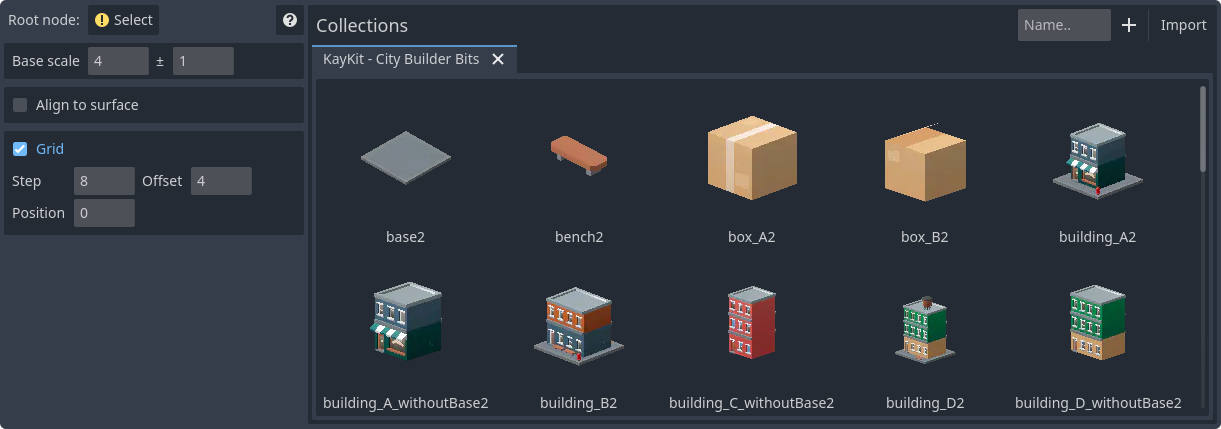 Root node: Select ?
Base scale 4 ± 1
Align to surface
Grid
Step 8 Offset 4
Position 0
Collections Name.. + Import
KayKit - City Builder Bits
base2 bench2 box_A2 box_B2 building_A2
building_A_withoutBase2 building_B2 building_C_withoutBase2 building_D2 building_D_withoutBase2